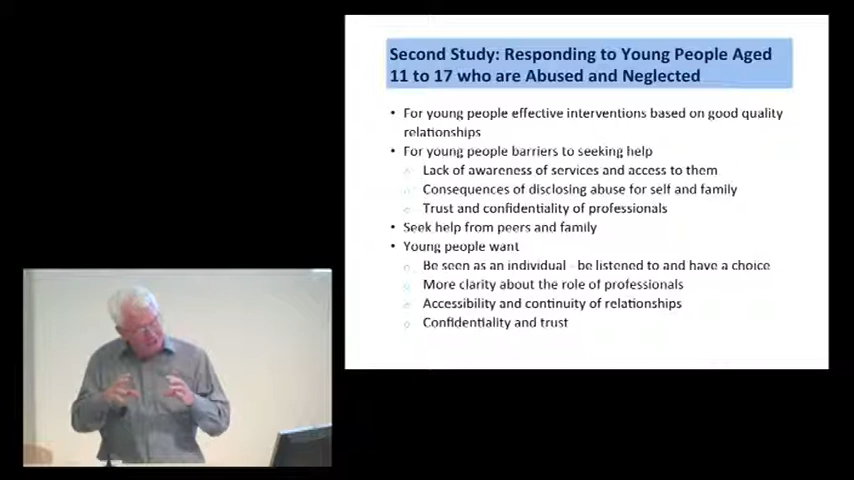 Second Study: Responding to Young People Aged
11 to 17 who are Abused and Neglected
• For young people effective interventions based on good quality
relationships
• For young people barriers to seeking help
○ Lack of awareness of services and access to them
○ Consequences of disclosing abuse for self and family
○ Trust and confidentiality of professionals
• Seek help from peers and family
• Young people want
○ Be seen as an individual - be listened to and have a choice
○ More clarity about the role of professionals
○ Accessibility and continuity of relationships
○ Confidentiality and trust